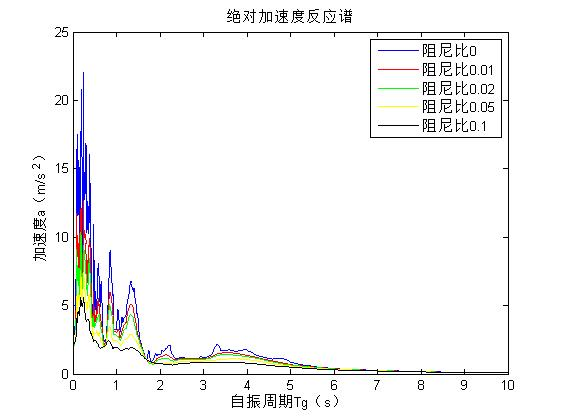 绝对加速度反应谱
阻尼比0
阻尼比0.01
阻尼比0.02
阻尼比0.05
阻尼比0.1
加速度a（m/s²）
25
20
15
10
5
0
0 1 2 3 4 5 6 7 8 9 10
自振周期Tg（s）